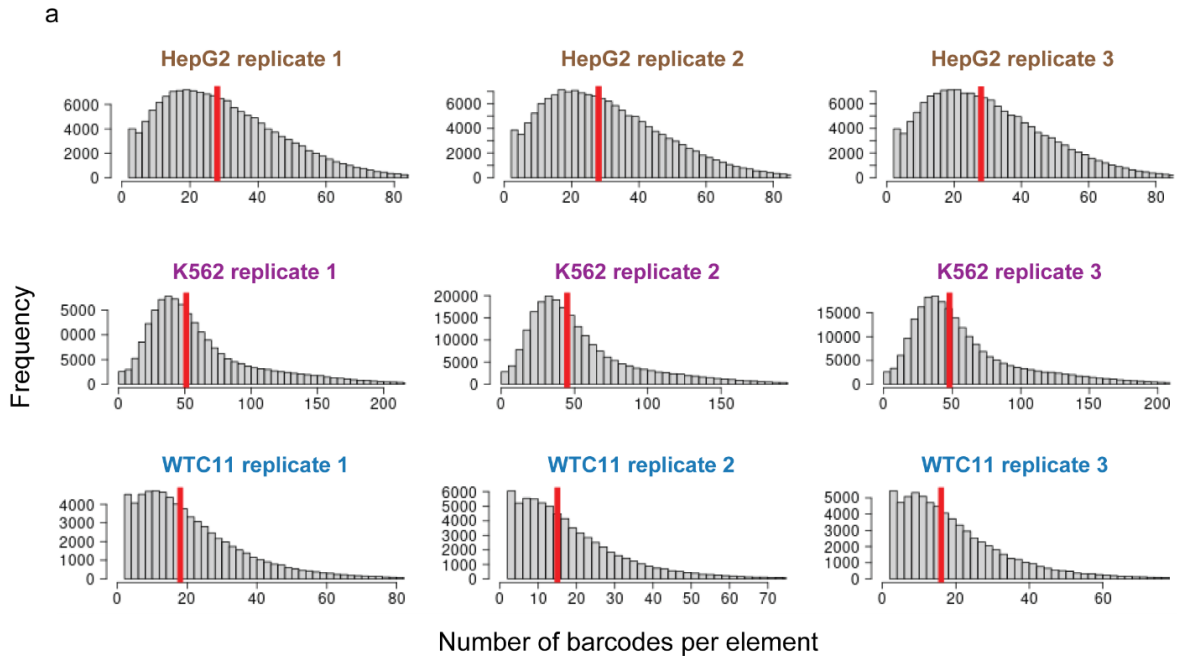 a
HepG2 replicate 1
HepG2 replicate 2
HepG2 replicate 3
6000
4000
2000
0
0 20 40 60 80
6000
4000
2000
0
0 20 40 60 80
6000
4000
2000
0
0 20 40 60 80
Frequency
K562 replicate 1
K562 replicate 2
K562 replicate 3
5000
0000
5000
0
0 50 100 150 200
20000
15000
10000
5000
0
0 50 100 150
15000
10000
5000
0
0 50 100 150 200
WTC11 replicate 1
WTC11 replicate 2
WTC11 replicate 3
4000
3000
2000
1000
0
0 20 40 60 80
6000
5000
4000
3000
2000
1000
0
0 10 20 30 40 50 60 70
5000
4000
3000
2000
1000
0
0 20 40 60
Number of barcodes per element